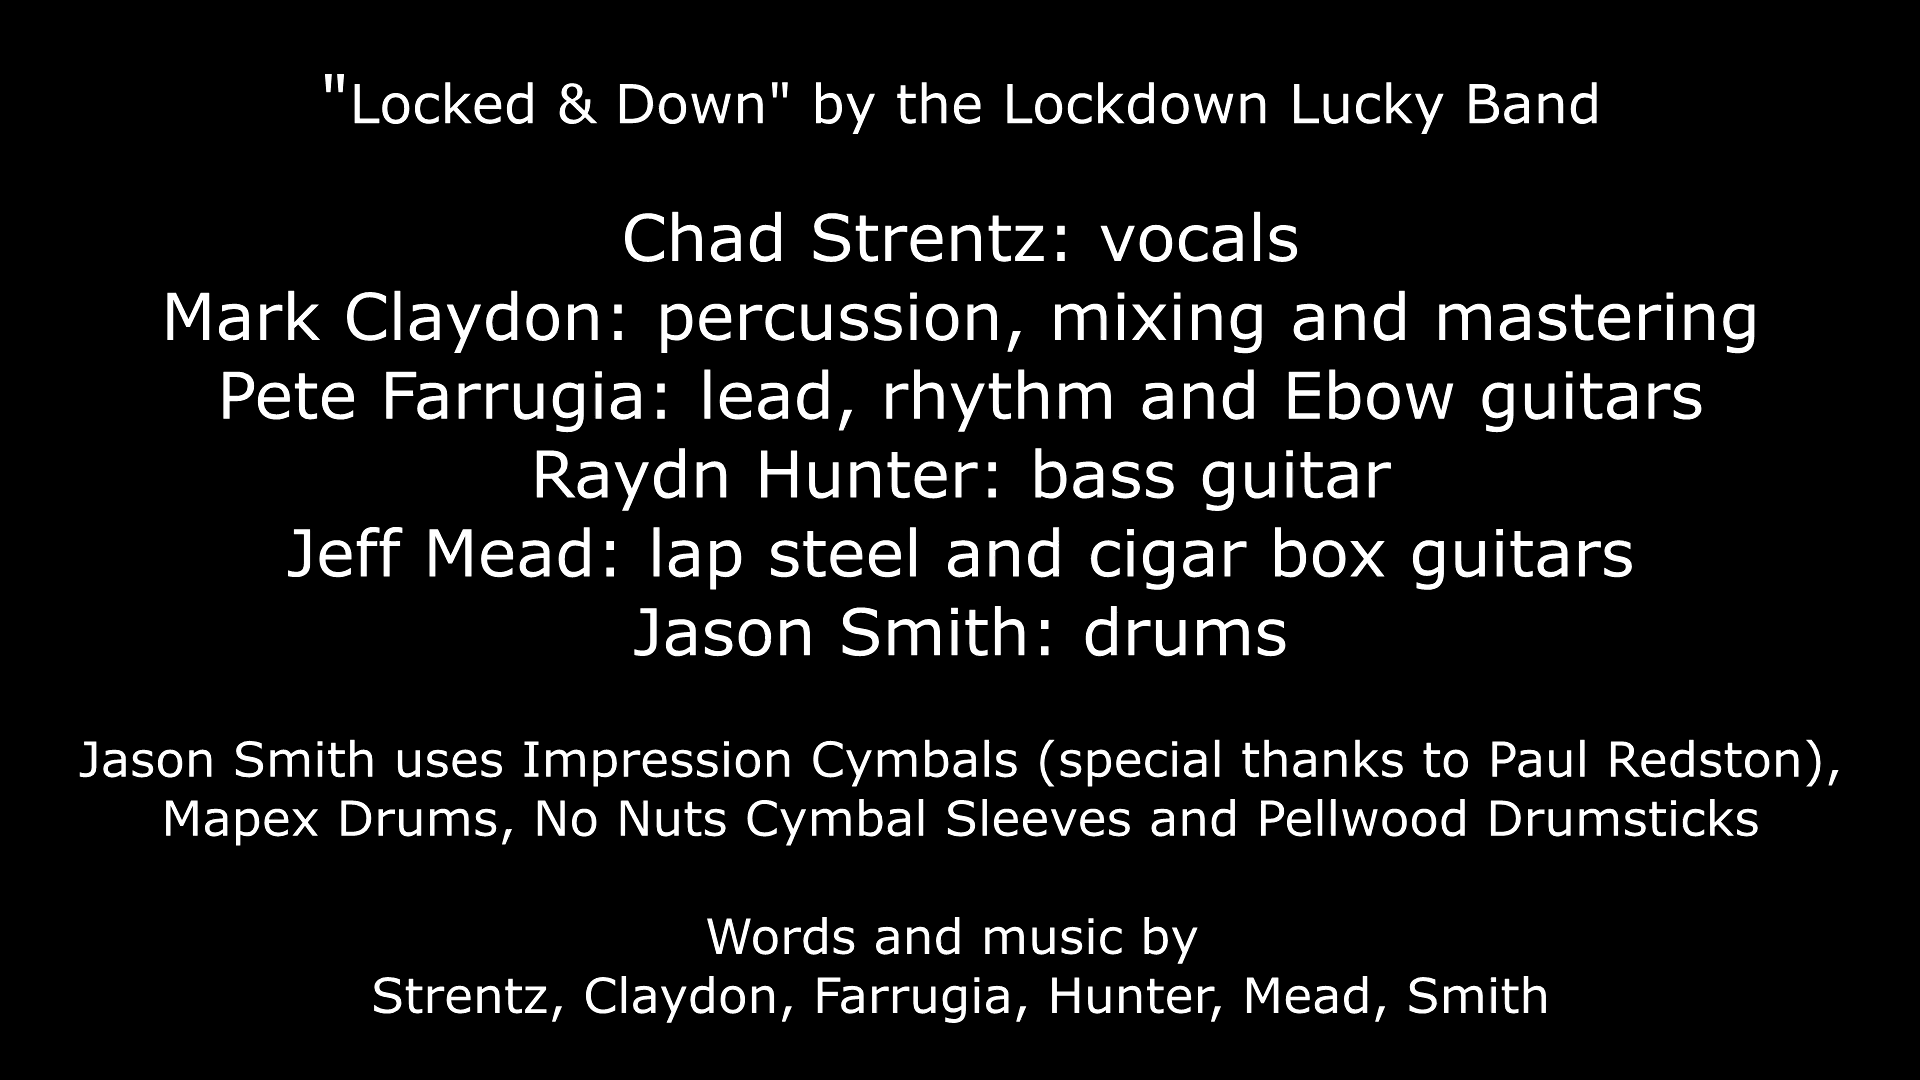 "Locked & Down" by the Lockdown Lucky Band
Chad Strentz: vocals
Mark Claydon: percussion, mixing and mastering
Pete Farrugia: lead, rhythm and Ebow guitars
Raydn Hunter: bass guitar
Jeff Mead: lap steel and cigar box guitars
Jason Smith: drums
Jason Smith uses Impression Cymbals (special thanks to Paul Redston),
Mapex Drums, No Nuts Cymbal Sleeves and Pellwood Drumsticks
Words and music by
Strentz, Claydon, Farrugia, Hunter, Mead, Smith